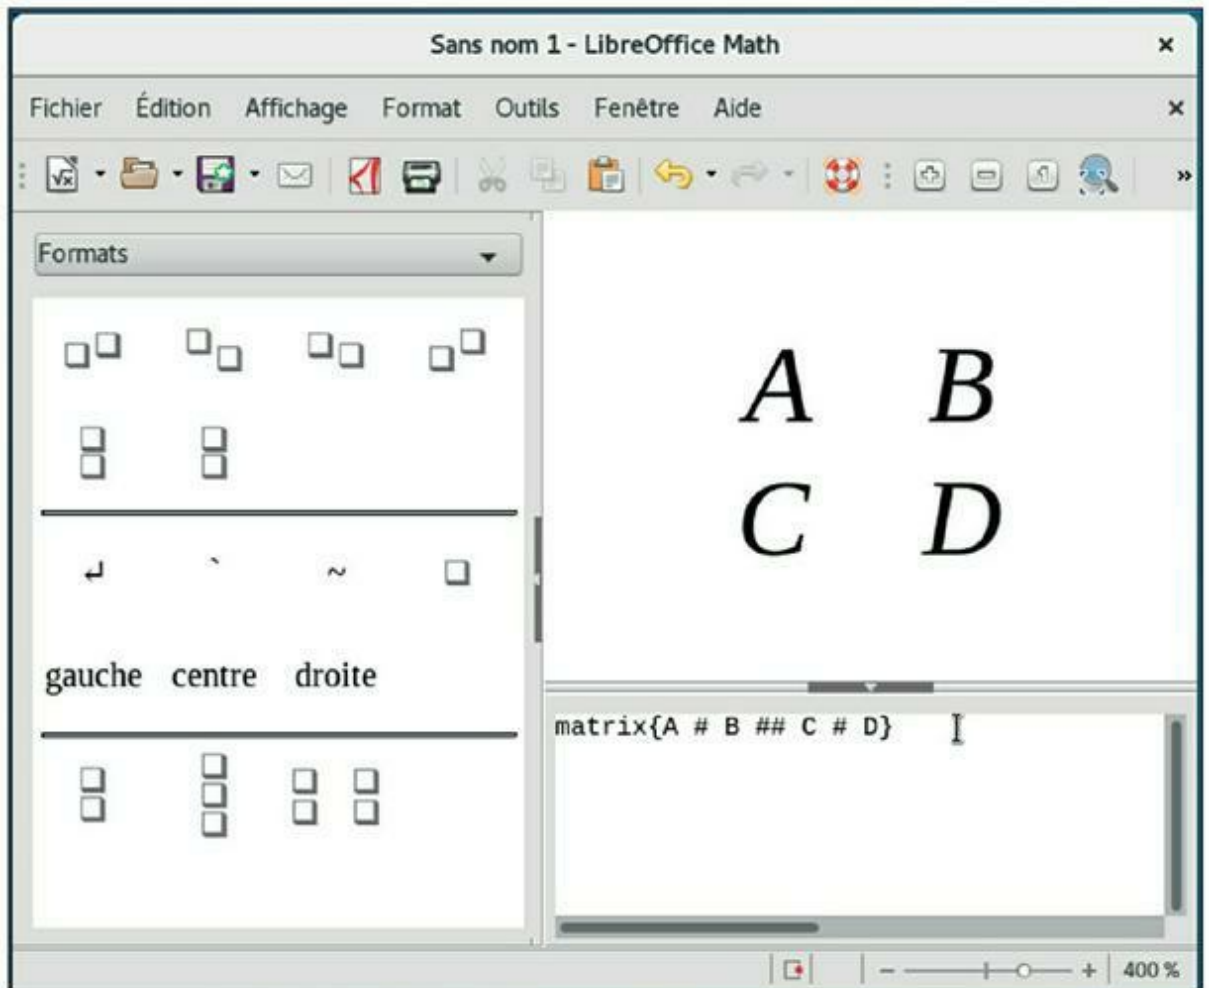 Sans nom 1 - LibreOffice Math
Fichier Édition Affichage Format Outils Fenêtre Aide
Formats
A B
C D
gauche centre droite
matrix{A # B ## C # D}
400 %